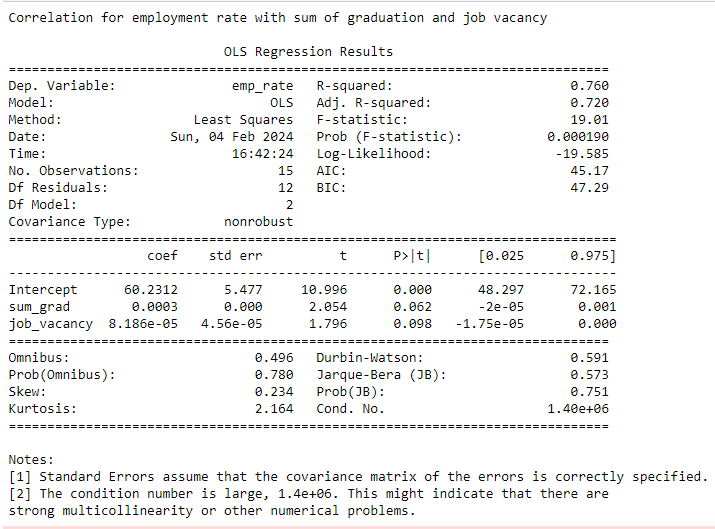 Correlation for employment rate with sum of graduation and job vacancy
OLS Regression Results
==============================================================================
Dep. Variable:               emp_rate   R-squared:                       0.760
Model:                            OLS   Adj. R-squared:                  0.720
Method:                 Least Squares   F-statistic:                     19.01
Date:                Sun, 04 Feb 2024   Prob (F-statistic):           0.000190
Time:                        16:42:24   Log-Likelihood:                -19.585
No. Observations:                  15   AIC:                             45.17
Df Residuals:                      12   BIC:                             47.29
Df Model:                           2
Covariance Type:            nonrobust
===============================================================================
                  coef    std err          t      P>|t|      [0.025      0.975]
-------------------------------------------------------------------------------
Intercept      60.2312      5.477     10.996      0.000      48.297      72.165
sum_grad        0.0003      0.000      2.054      0.062      -2e-05       0.001
job_vacancy  8.186e-05   4.56e-05      1.796      0.098   -1.75e-05       0.000
==============================================================================
Omnibus:                        0.496   Durbin-Watson:                   0.591
Prob(Omnibus):                  0.780   Jarque-Bera (JB):                0.573
Skew:                           0.234   Prob(JB):                        0.751
Kurtosis:                       2.164   Cond. No.                     1.40e+06
==============================================================================
Notes:
[1] Standard Errors assume that the covariance matrix of the errors is correctly specified.
[2] The condition number is large, 1.4e+06. This might indicate that there are
strong multicollinearity or other numerical problems.